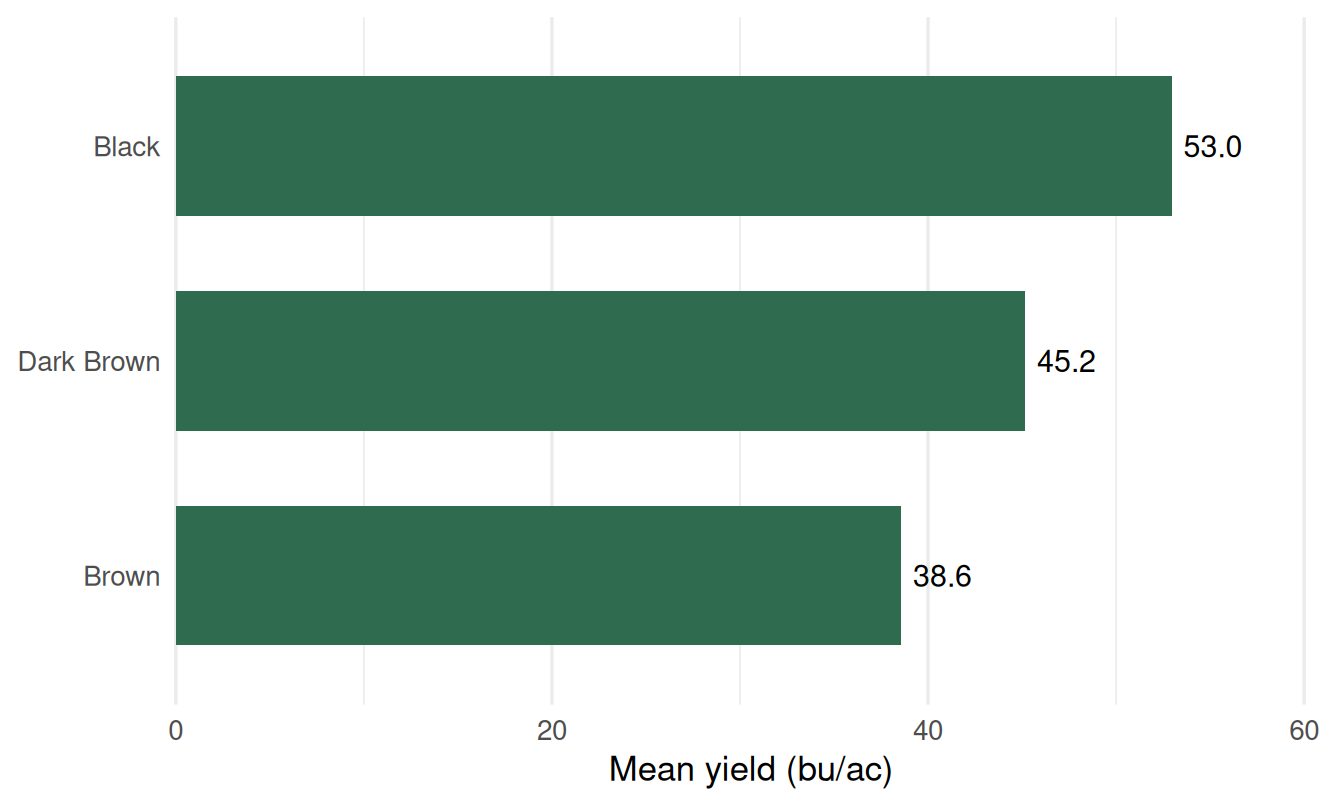 Black
53.0
Dark Brown
45.2
Brown
38.6
0 20 40 60
Mean yield (bu/ac)